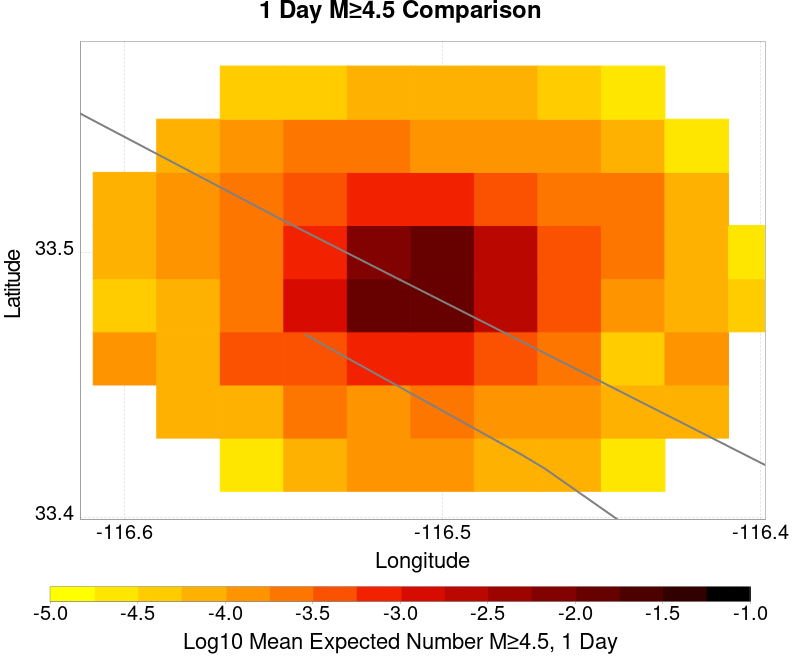 1 Day M≥4.5 Comparison
Latitude
33.5
33.4
-116.6 -116.5 -116.4
Longitude
-5.0 -4.5 -4.0 -3.5 -3.0 -2.5 -2.0 -1.5 -1.0
Log10 Mean Expected Number M≥4.5, 1 Day